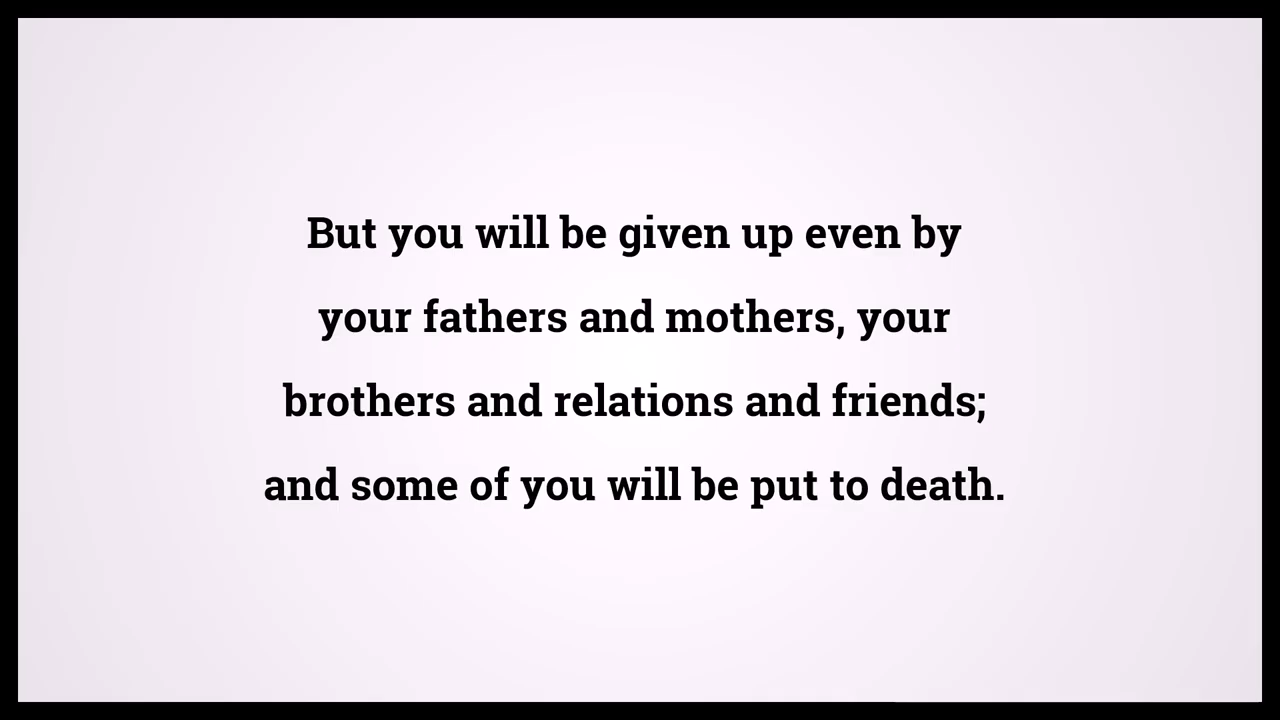 But you will be given up even by
your fathers and mothers, your
brothers and relations and friends;
and some of you will be put to death.